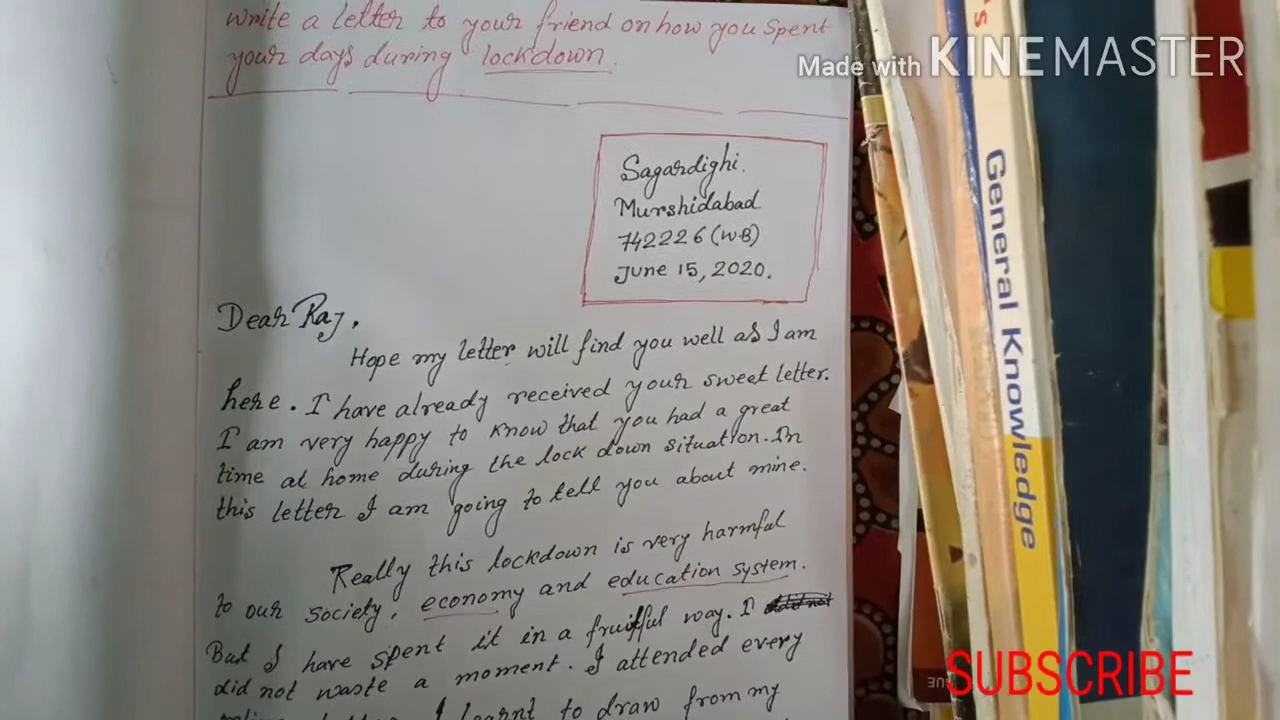 write a letter to your friend on how you spent
your days during lockdown.
Made with KINEMASTER
Sagardighi.
Murshidabad
742226 (W.B)
June 15, 2020.
Dear Raj,
Hope my letter will find you well as I am
here. I have already received your sweet letter.
I am very happy to know that you had a great
time at home during the lock down situation. In
this letter I am going to tell you about mine.
Really this lockdown is very harmful
to our society, economy and education system.
But I have spent it in a fruitful way. I did not
did not waste a moment. I attended every
I learnt to draw from my
General Knowledge
SUBSCRIBE